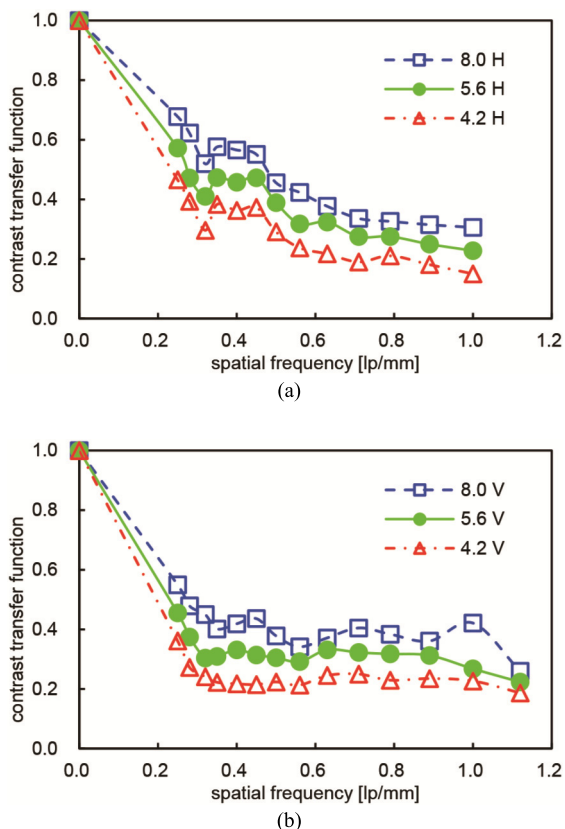 1.0
0.8
0.6
0.4
0.2
0.0
contrast transfer function
8.0 H
5.6 H
4.2 H
0.0 0.2 0.4 0.6 0.8 1.0 1.2
spatial frequency [lp/mm]
(a)
1.0
0.8
0.6
0.4
0.2
0.0
contrast transfer function
8.0 V
5.6 V
4.2 V
0.0 0.2 0.4 0.6 0.8 1.0 1.2
spatial frequency [lp/mm]
(b)